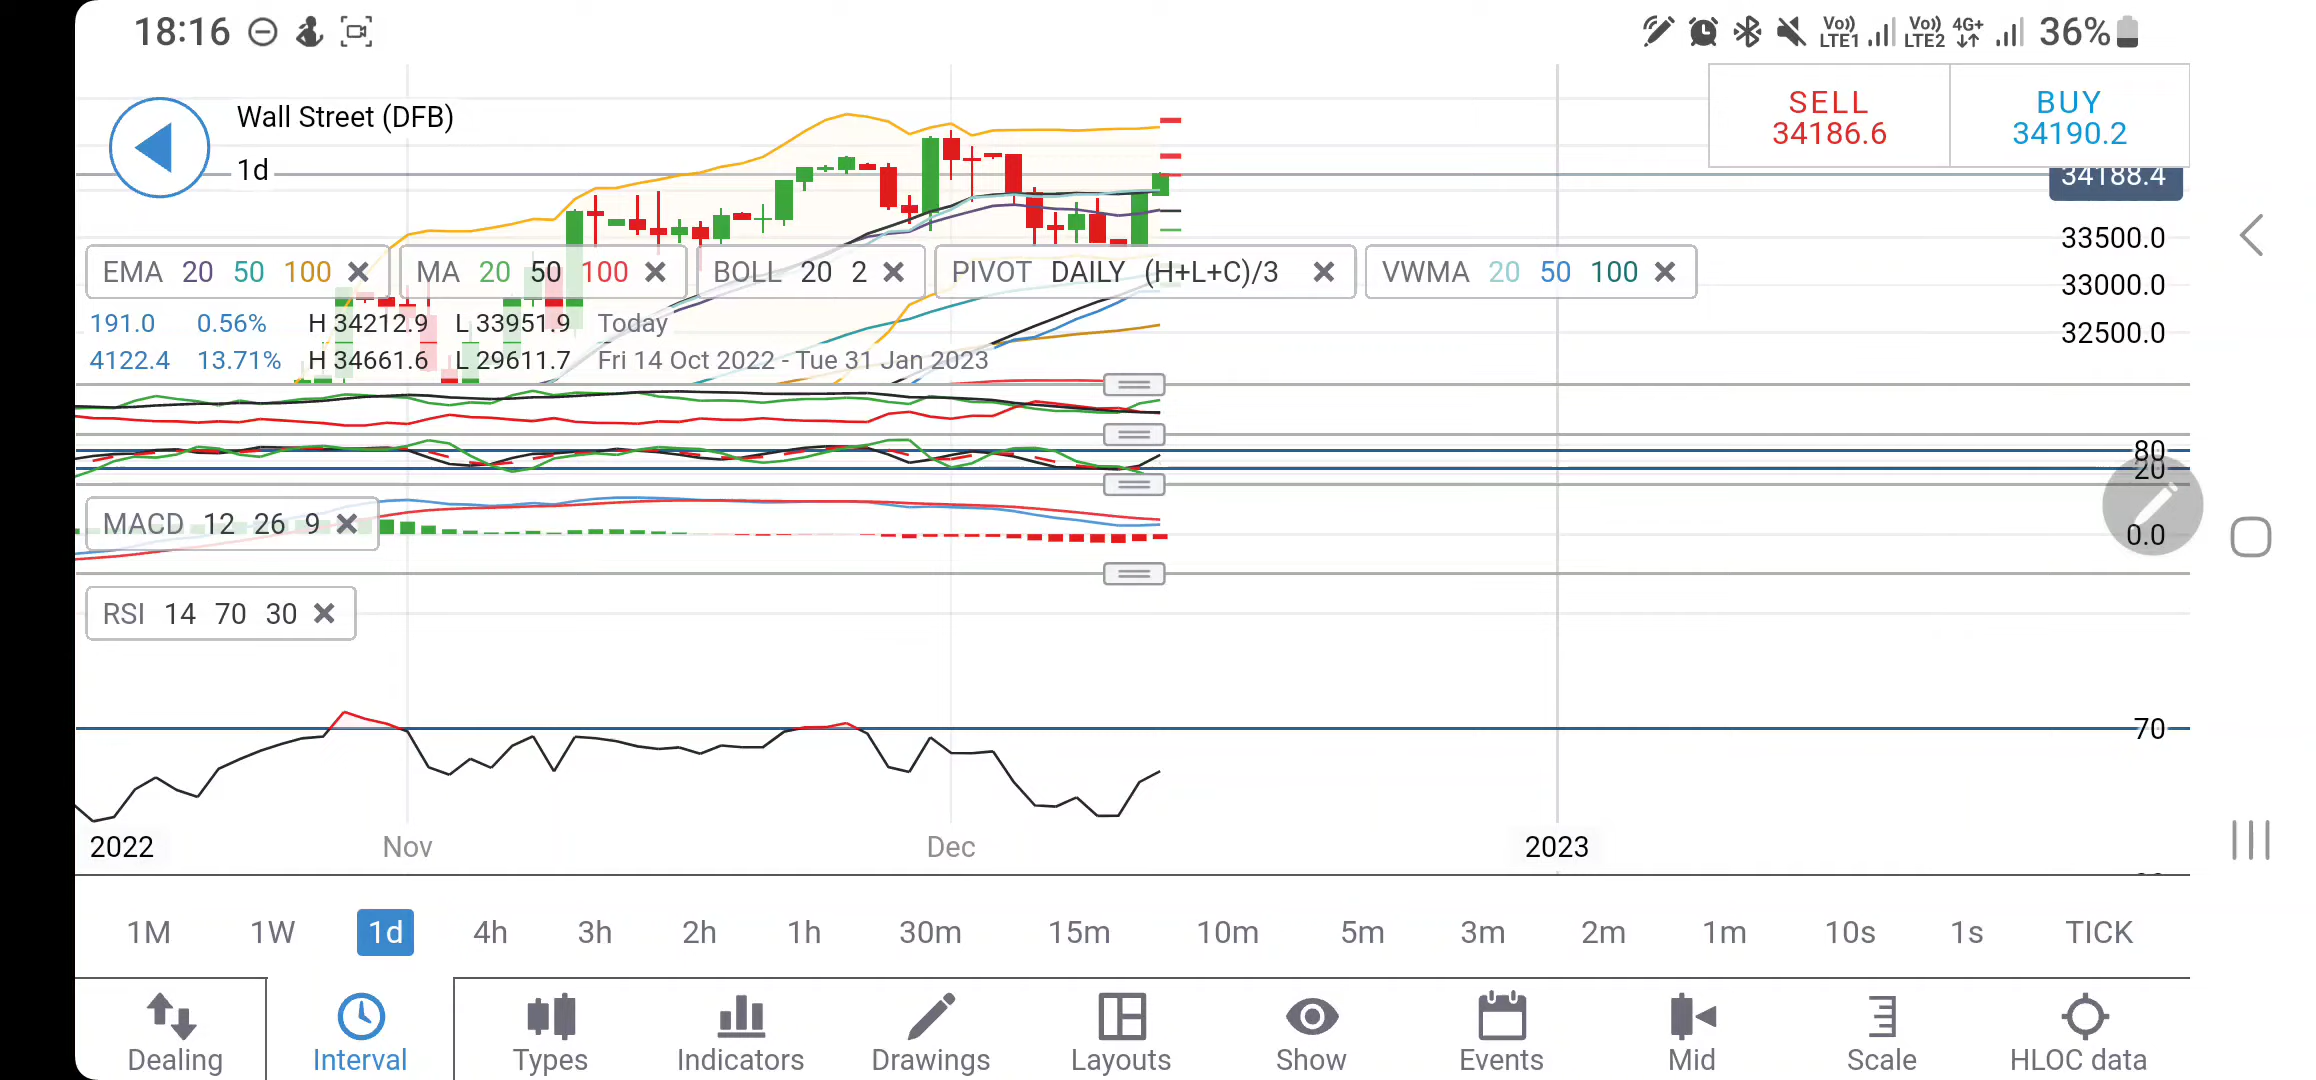 18:16
Vo)) LTE1 Vo)) LTE2 4G+ 36%
Wall Street (DFB)
1d
SELL 34186.6
BUY 34190.2
34188.4
33500.0
33000.0
32500.0
EMA 20 50 100
MA 20 50 100
BOLL 20 2
PIVOT DAILY (H+L+C)/3
VWMA 20 50 100
191.0 0.56% H 34212.9 L 33951.9 Today
4122.4 13.71% H 34661.6 L 29611.7 Fri 14 Oct 2022 - Tue 31 Jan 2023
80
20
MACD 12 26 9
0.0
RSI 14 70 30
70
2022 Nov Dec 2023
1M 1W 1d 4h 3h 2h 1h 30m 15m 10m 5m 3m 2m 1m 10s 1s TICK
Dealing Interval Types Indicators Drawings Layouts Show Events Mid Scale HLOC data